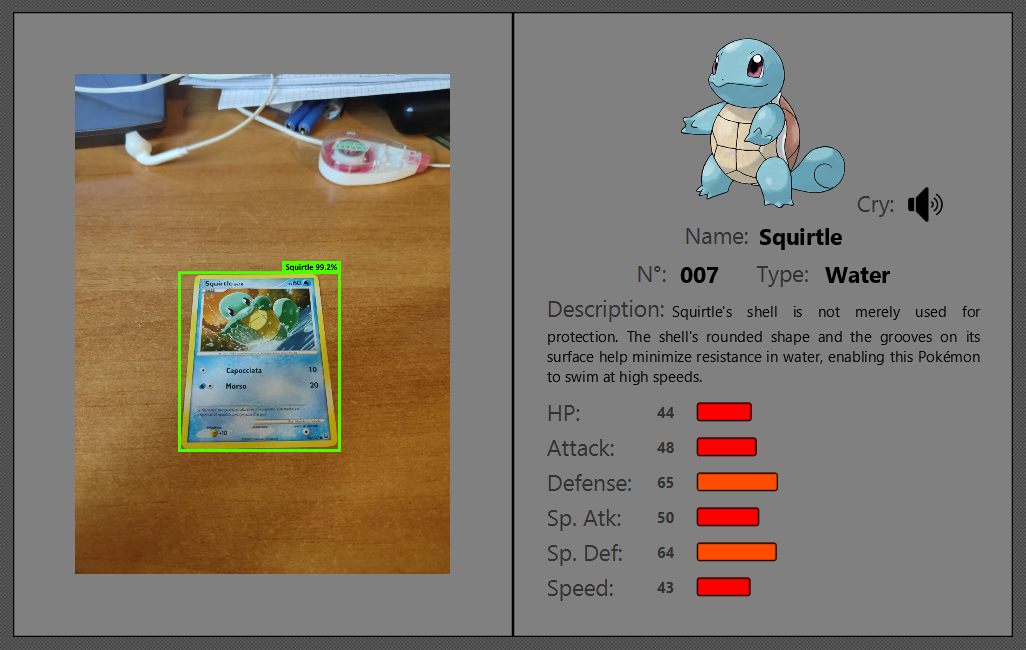 Squirtle 99.2%
Squirtle
60
Capocciata 10
Morso 20
+10
Cry:
Name: Squirtle
N°: 007 Type: Water
Description: Squirtle's shell is not merely used for
protection. The shell's rounded shape and the grooves on its
surface help minimize resistance in water, enabling this Pokémon
to swim at high speeds.
HP: 44
Attack: 48
Defense: 65
Sp. Atk: 50
Sp. Def: 64
Speed: 43